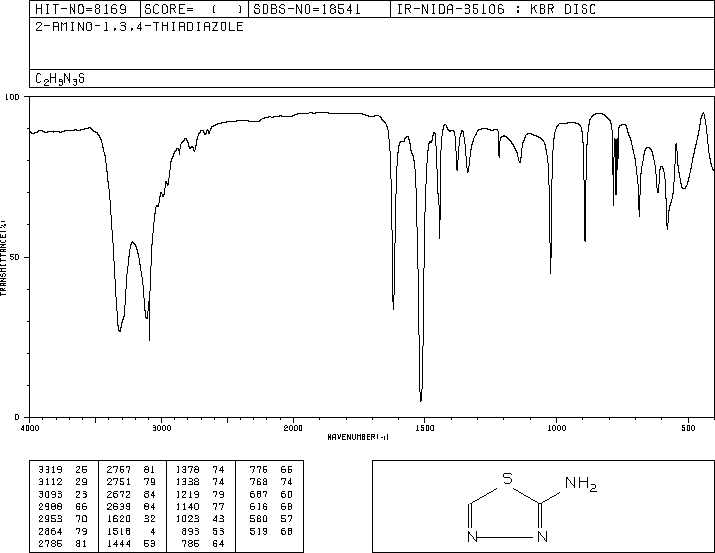 HIT-NO=8169 SCORE= ( ) SDBS-NO=18541 IR-NIDA-35106 : KBR DISC
2-AMINO-1,3,4-THIADIAZOLE
C2H3N3S
100
50
0
TRANSMITTANCE(%)
4000 3000 2000 1500 1000 500
WAVENUMBER(-1)
3319 26 2767 81 1378 74 776 66
3112 29 2751 79 1338 74 768 74
3093 23 2672 84 1219 79 687 60
2988 66 2639 84 1140 77 616 68
2953 70 1620 32 1023 43 580 57
2864 79 1518 4 893 53 519 68
2785 81 1444 53 786 64
S
NH2
N N